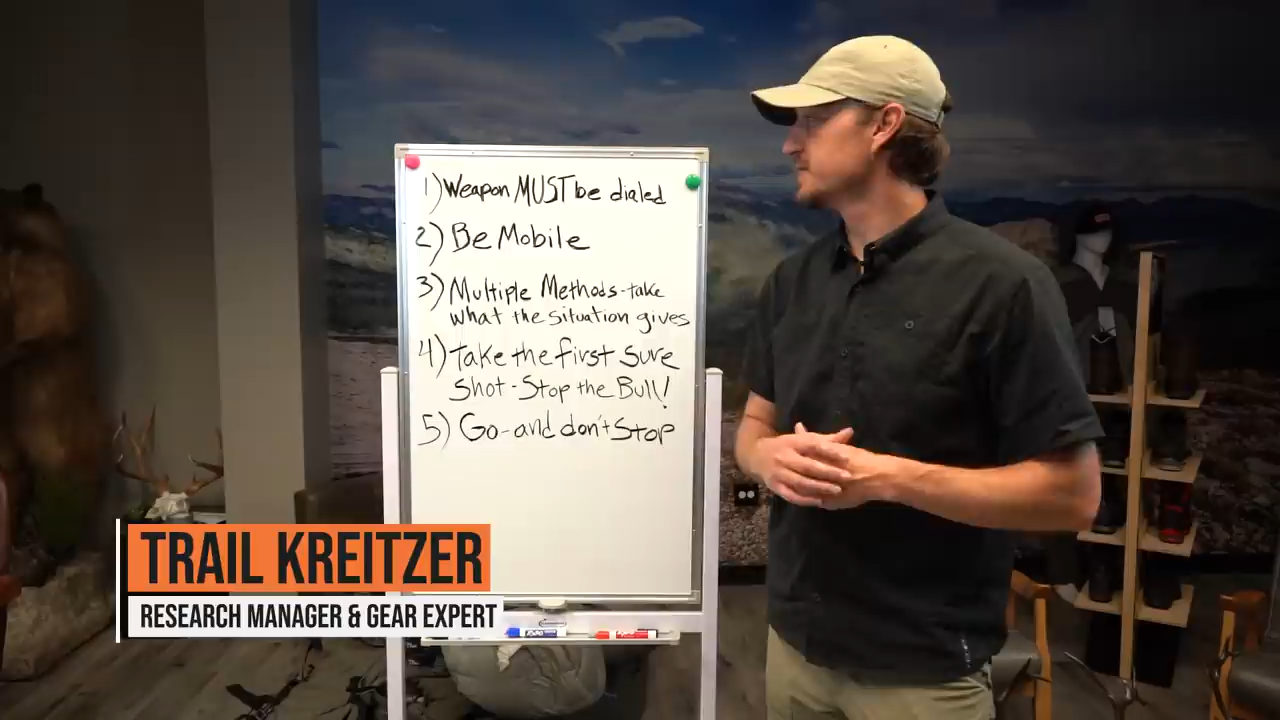 1) Weapon MUST be dialed
2) Be Mobile
3) Multiple Methods-take
what the situation gives
4) Take the first sure
Shot-Stop the Bull!
5) Go-and don't Stop
TRAIL KREITZER
RESEARCH MANAGER & GEAR EXPERT